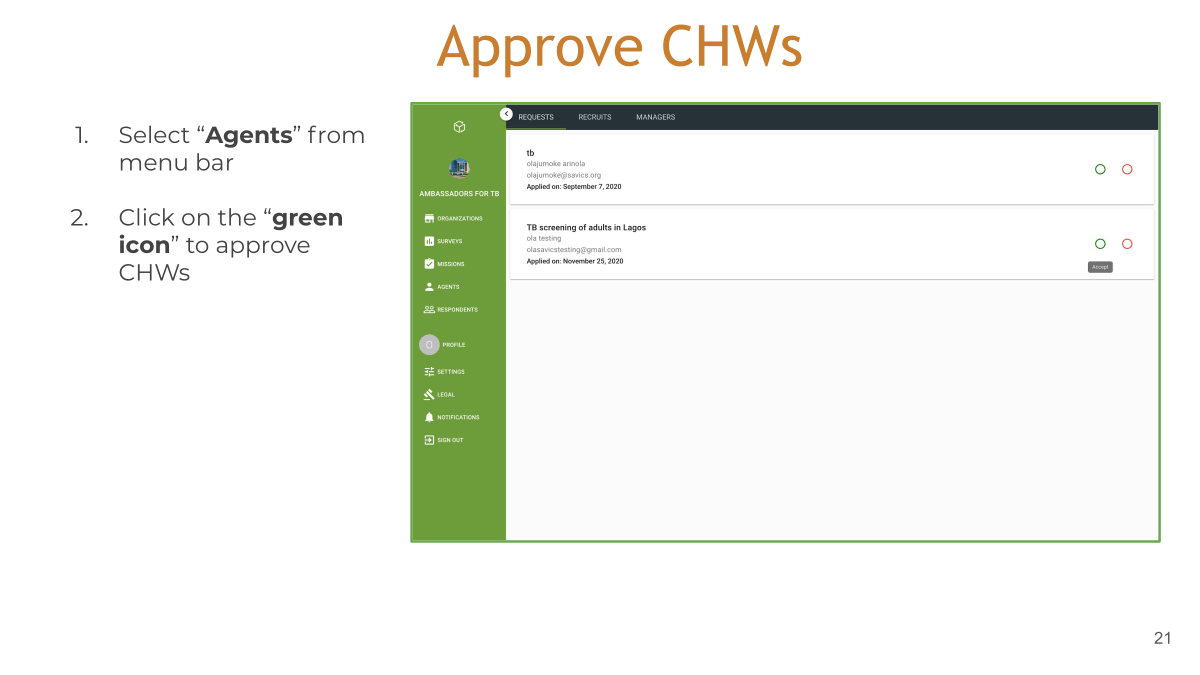 Approve CHWs
1. Select “Agents” from
menu bar
2. Click on the “green
icon” to approve
CHWs
REQUESTS RECRUITS MANAGERS
AMBASSADORS FOR TB
ORGANIZATIONS
SURVEYS
MISSIONS
AGENTS
RESPONDENTS
O PROFILE
SETTINGS
LEGAL
NOTIFICATIONS
SIGN OUT
tb
olajumoke arinola
olajumoke@savics.org
Applied on: September 7, 2020
TB screening of adults in Lagos
ola testing
olasavicstesting@gmail.com
Applied on: November 25, 2020
Accept
21